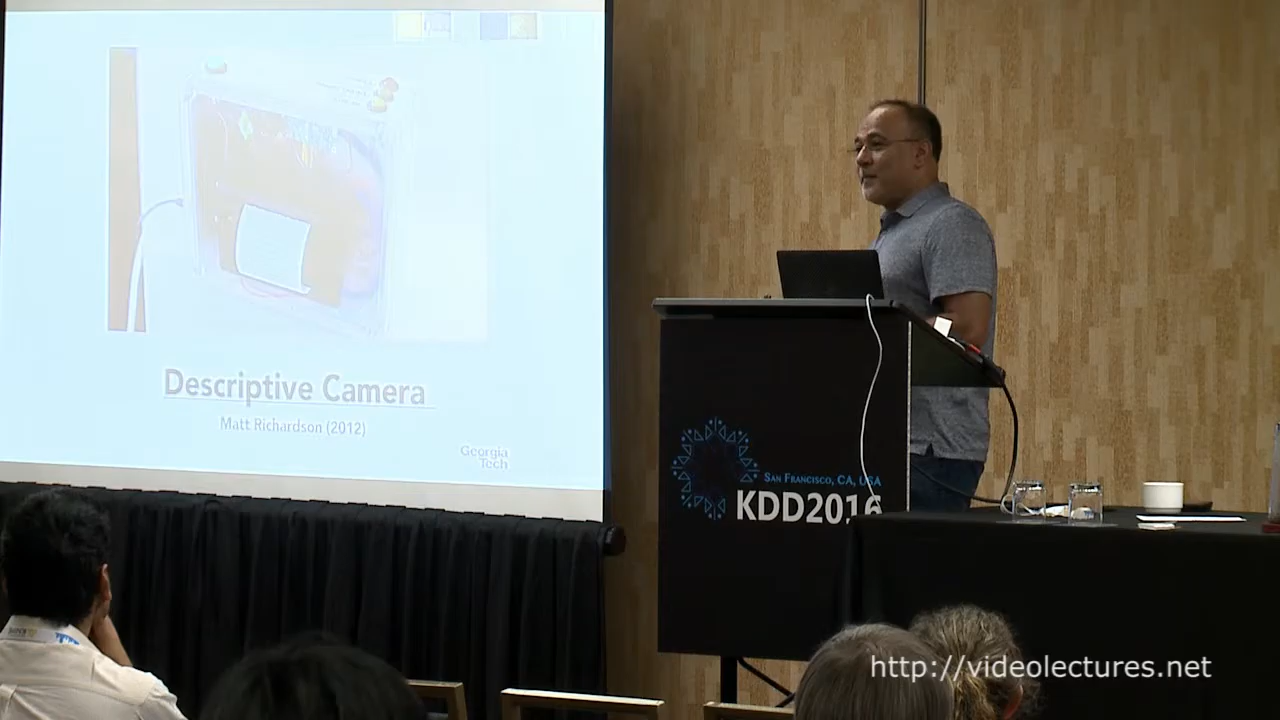 Descriptive Camera
Matt Richardson (2012)
Georgia
Tech
SAN FRANCISCO, CA, USA
KDD2016
http://videolectures.net